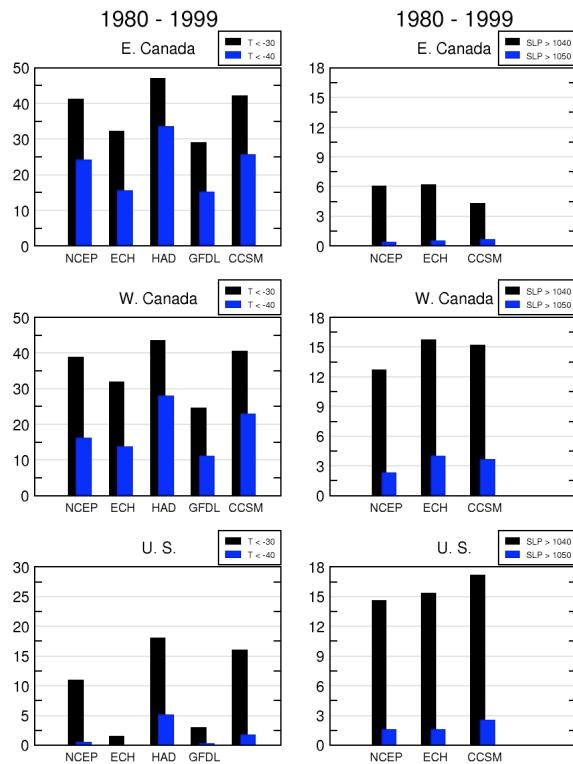 1980 - 1999
E. Canada
T < -30
T < -40
50
40
30
20
10
0
NCEP ECH HAD GFDL CCSM
1980 - 1999
E. Canada
SLP > 1040
SLP > 1050
18
15
12
9
6
3
0
NCEP ECH CCSM
W. Canada
T < -30
T < -40
50
40
30
20
10
0
NCEP ECH HAD GFDL CCSM
W. Canada
SLP > 1040
SLP > 1050
18
15
12
9
6
3
0
NCEP ECH CCSM
U. S.
T < -30
T < -40
30
25
20
15
10
5
0
NCEP ECH HAD GFDL
U. S.
SLP > 1040
SLP > 1050
18
15
12
9
6
3
0
NCEP ECH CCSM